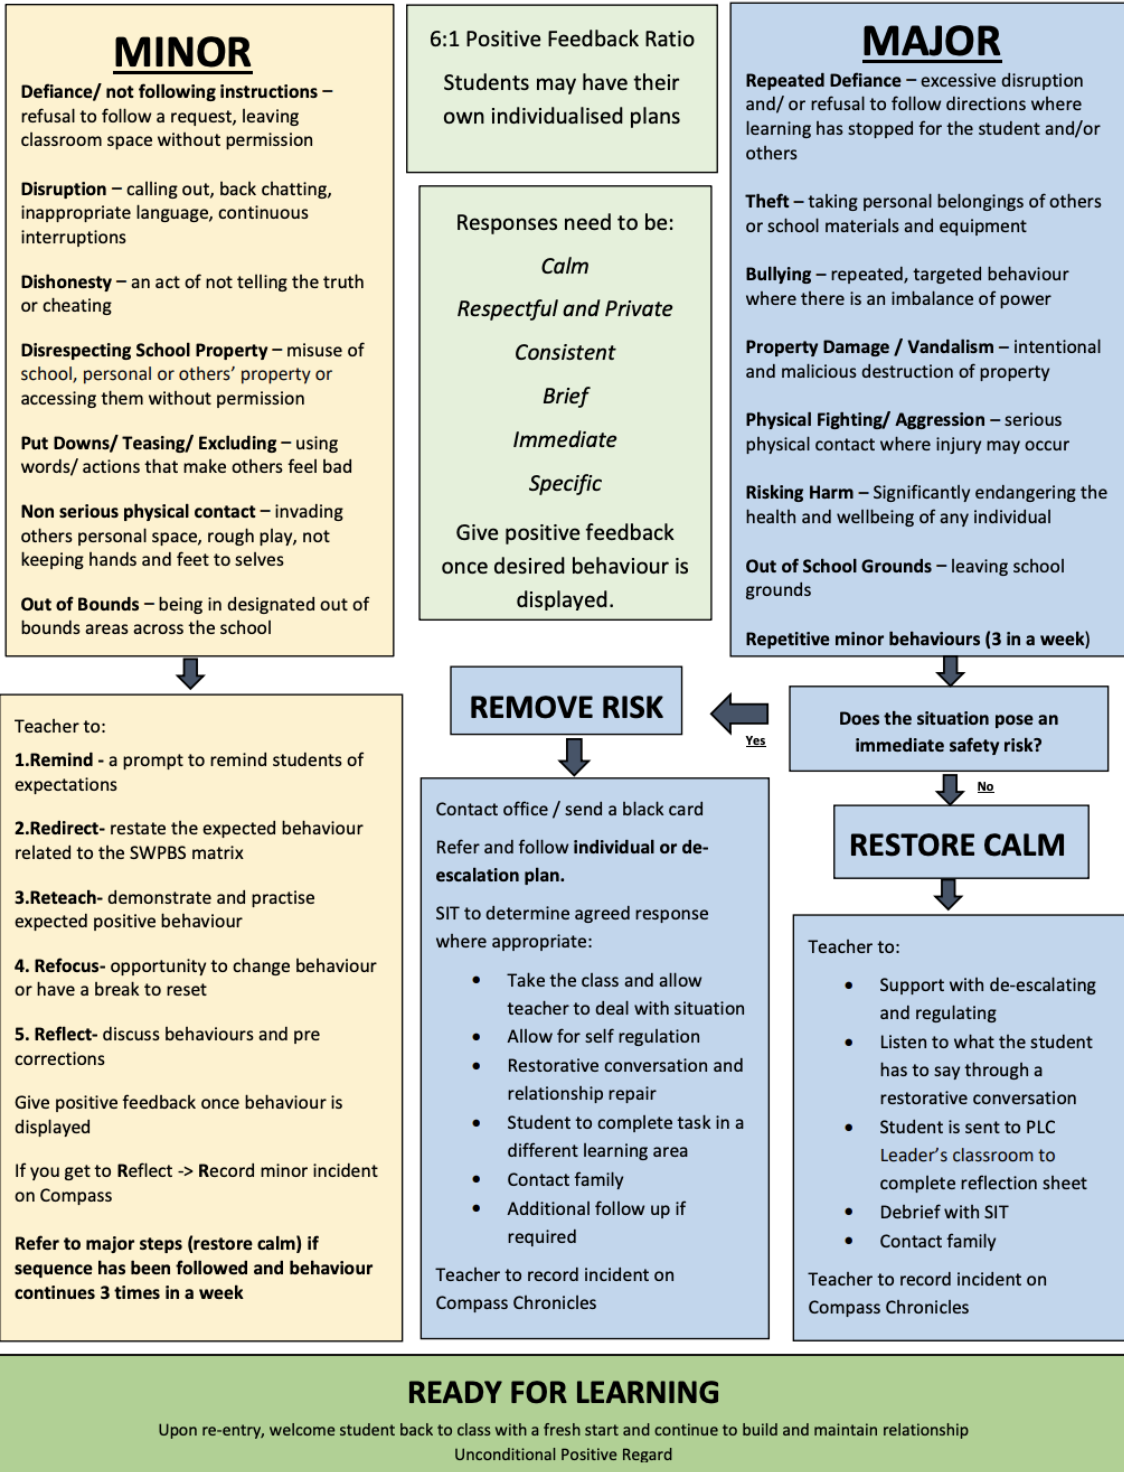 MINOR
Defiance/ not following instructions –
refusal to follow a request, leaving
classroom space without permission
Disruption – calling out, back chatting,
inappropriate language, continuous
interruptions
Dishonesty – an act of not telling the truth
or cheating
Disrespecting School Property – misuse of
school, personal or others’ property or
accessing them without permission
Put Downs/ Teasing/ Excluding – using
words/ actions that make others feel bad
Non serious physical contact – invading
others personal space, rough play, not
keeping hands and feet to selves
Out of Bounds – being in designated out of
bounds areas across the school
6:1 Positive Feedback Ratio
Students may have their
own individualised plans
Responses need to be:
Calm
Respectful and Private
Consistent
Brief
Immediate
Specific
Give positive feedback
once desired behaviour is
displayed.
MAJOR
Repeated Defiance – excessive disruption
and/ or refusal to follow directions where
learning has stopped for the student and/or
others
Theft – taking personal belongings of others
or school materials and equipment
Bullying – repeated, targeted behaviour
where there is an imbalance of power
Property Damage / Vandalism – intentional
and malicious destruction of property
Physical Fighting/ Aggression – serious
physical contact where injury may occur
Risking Harm – Significantly endangering the
health and wellbeing of any individual
Out of School Grounds – leaving school
grounds
Repetitive minor behaviours (3 in a week)
Teacher to:
1.Remind - a prompt to remind students of
expectations
2.Redirect- restate the expected behaviour
related to the SWPBS matrix
3.Reteach- demonstrate and practise
expected positive behaviour
4. Refocus- opportunity to change behaviour
or have a break to reset
5. Reflect- discuss behaviours and pre
corrections
Give positive feedback once behaviour is
displayed
If you get to Reflect -> Record minor incident
on Compass
Refer to major steps (restore calm) if
sequence has been followed and behaviour
continues 3 times in a week
Does the situation pose an
immediate safety risk?
Yes
REMOVE RISK
Contact office / send a black card
Refer and follow individual or de-
escalation plan.
SIT to determine agreed response
where appropriate:
• Take the class and allow
teacher to deal with situation
• Allow for self regulation
• Restorative conversation and
relationship repair
• Student to complete task in a
different learning area
• Contact family
• Additional follow up if
required
Teacher to record incident on
Compass Chronicles
No
RESTORE CALM
Teacher to:
• Support with de-escalating
and regulating
• Listen to what the student
has to say through a
restorative conversation
• Student is sent to PLC
Leader’s classroom to
complete reflection sheet
• Debrief with SIT
• Contact family
Teacher to record incident on
Compass Chronicles
READY FOR LEARNING
Upon re-entry, welcome student back to class with a fresh start and continue to build and maintain relationship
Unconditional Positive Regard